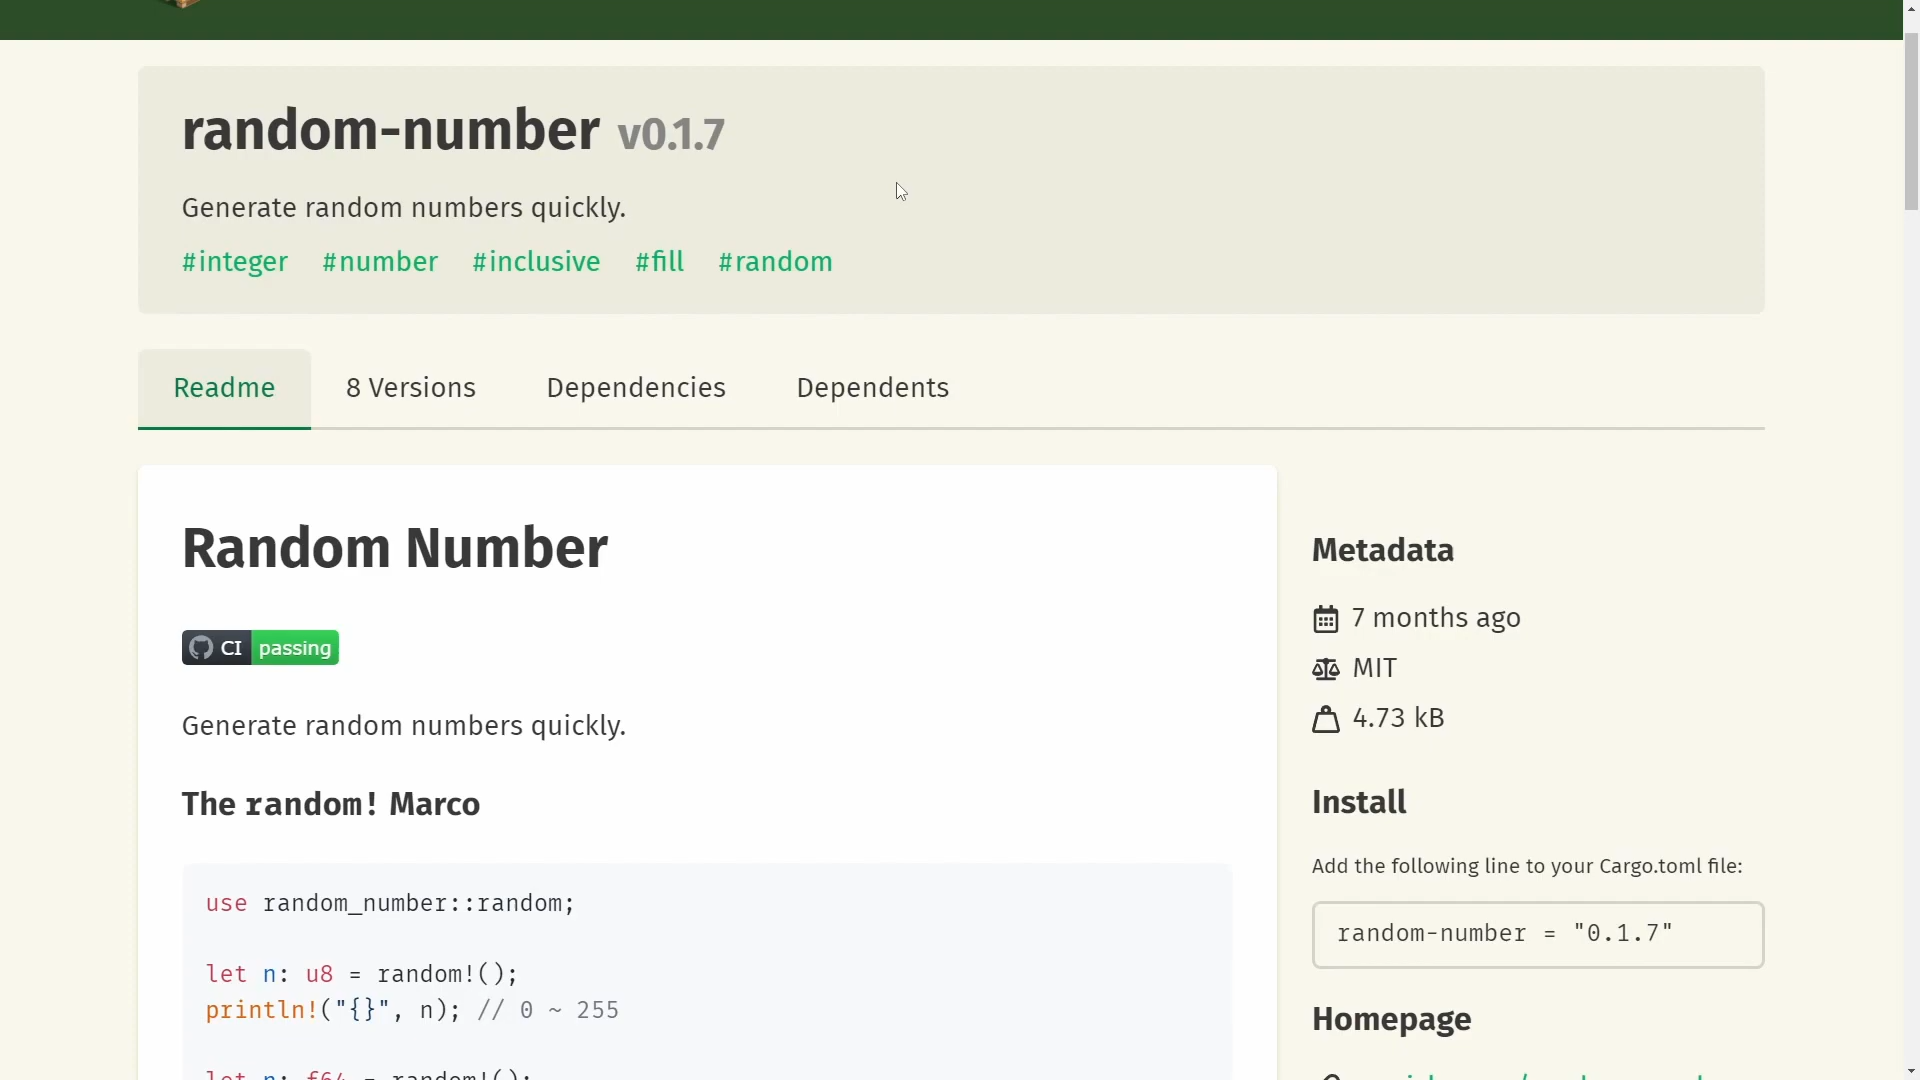 random-number v0.1.7
Generate random numbers quickly.
#integer #number #inclusive #fill #random
Readme 8 Versions Dependencies Dependents
Random Number
CI passing
Generate random numbers quickly.
The random! Marco
use random_number::random;
let n: u8 = random!();
println!("{}", n); // 0 ~ 255
let n: f64 = random!();
Metadata
7 months ago
MIT
4.73 kB
Install
Add the following line to your Cargo.toml file:
random-number = "0.1.7"
Homepage